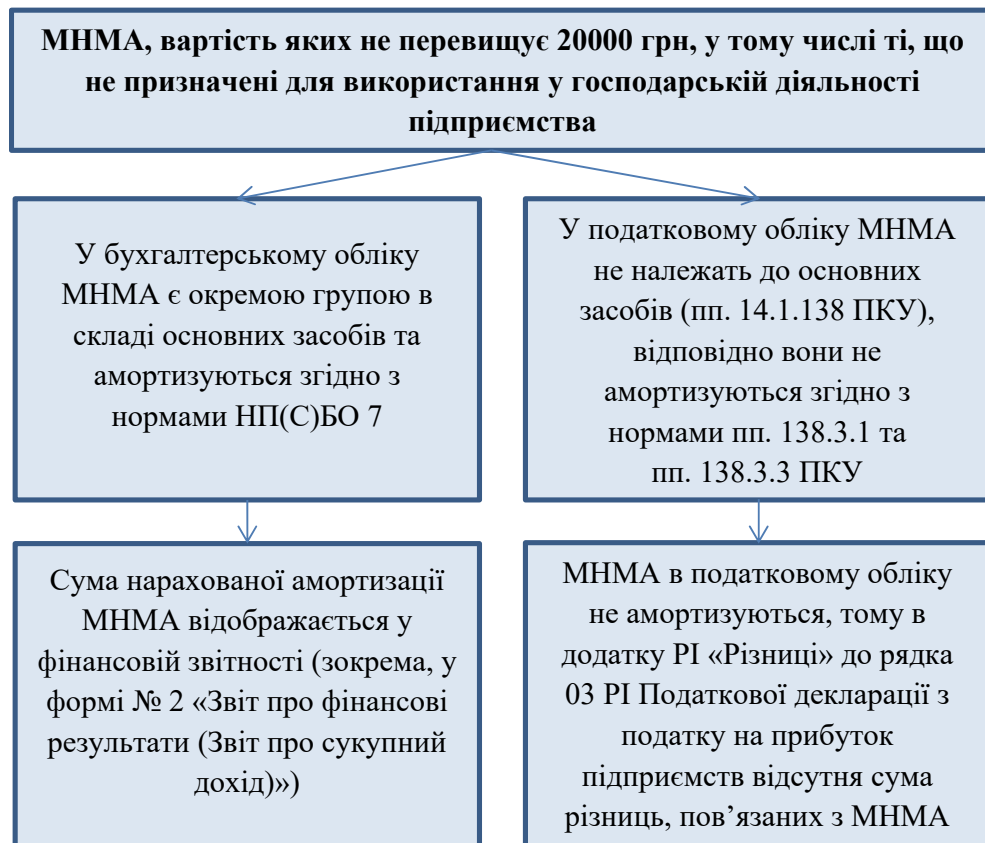 МНМА, вартість яких не перевищує 20000 грн, у тому числі ті, що
не призначені для використання у господарській діяльності
підприємства
У бухгалтерському обліку
МНМА є окремою групою в
складі основних засобів та
амортизуються згідно з
нормами НП(С)БО 7
У податковому обліку МНМА
не належать до основних
засобів (пп. 14.1.138 ПКУ),
відповідно вони не
амортизуються згідно з
нормами пп. 138.3.1 та
пп. 138.3.3 ПКУ
Сума нарахованої амортизації
МНМА відображається у
фінансовій звітності (зокрема, у
формі № 2 «Звіт про фінансові
результати (Звіт про сукупний
дохід)»)
МНМА в податковому обліку
не амортизуються, тому в
додатку РІ «Різниці» до рядка
03 РІ Податкової декларації з
податку на прибуток
підприємств відсутня сума
різниць, пов’язаних з МНМА